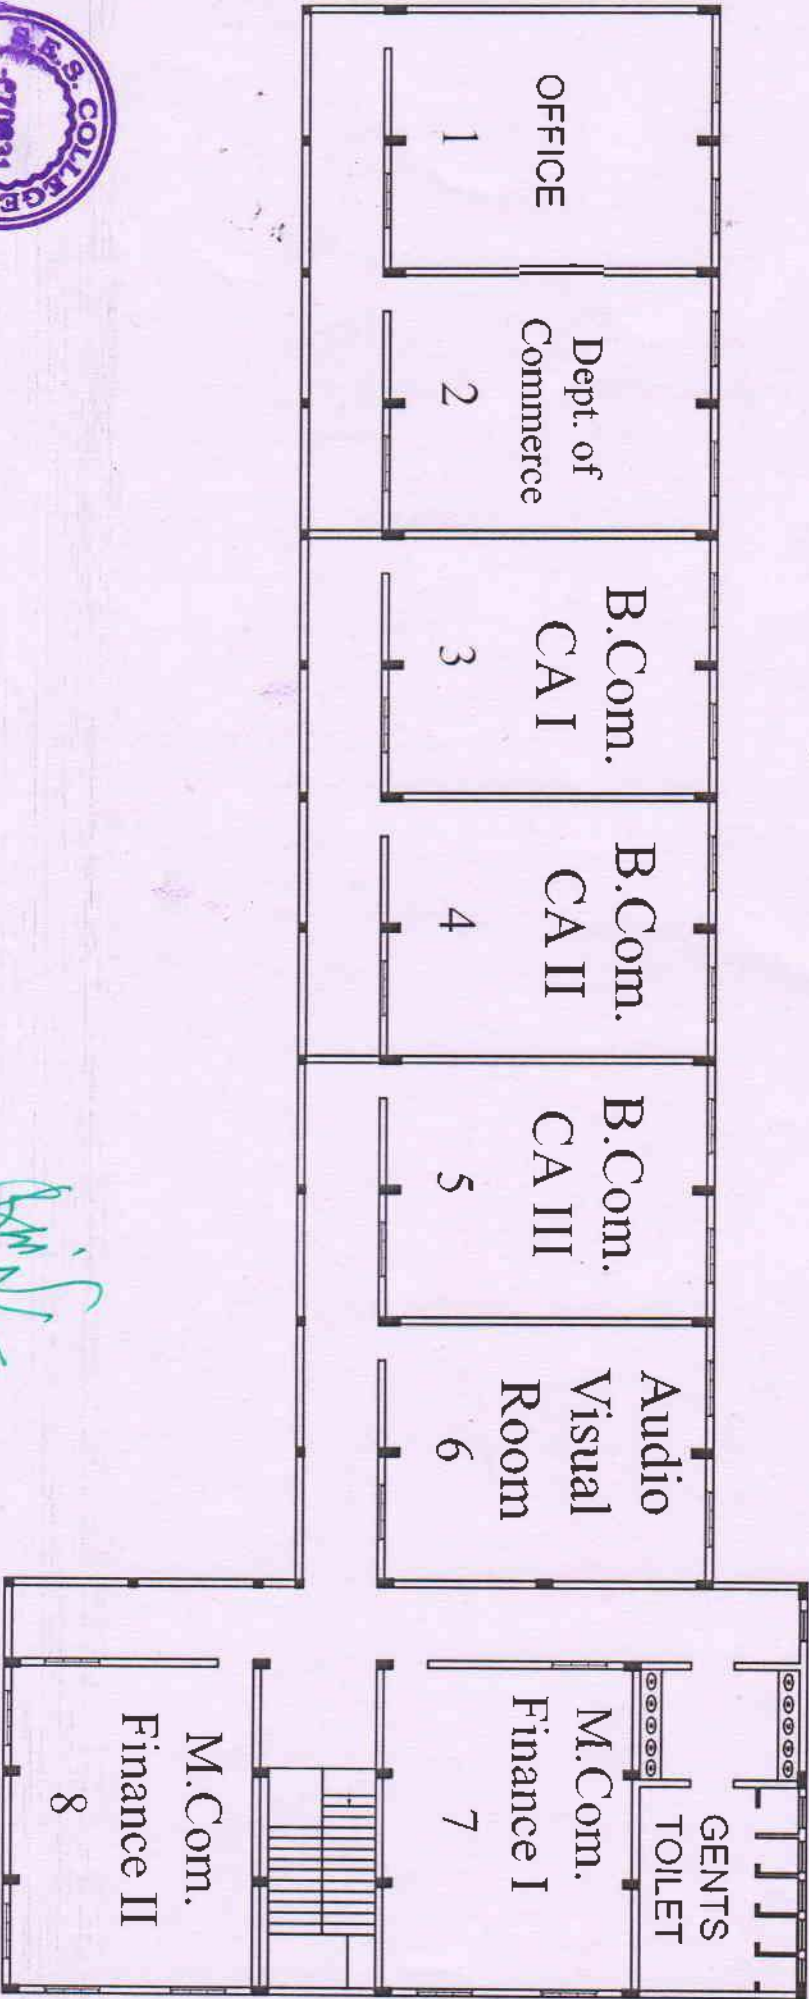 OFFICE
1
Dept. of
Commerce
2
B.Com.
CA I
3
B.Com.
CA II
4
B.Com.
CA III
5
Audio
Visual
Room
6
GENTS
TOILET
M.Com.
Finance I
7
M.Com.
Finance II
8
S.E.S. COLLEGE